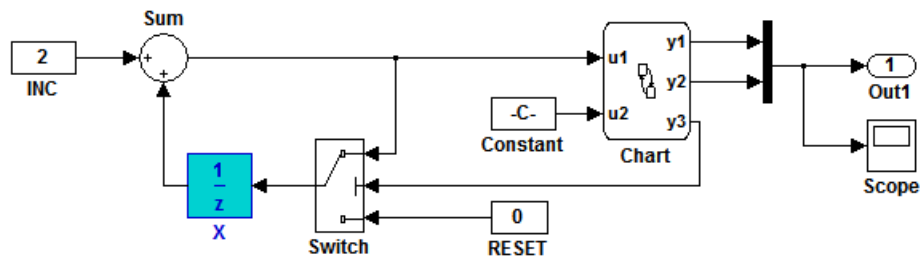 Sum
2
INC
+
+
u1
u2
y1
y2
y3
Chart
-C-
Constant
1
Out1
Scope
1
z
X
Switch
0
RESET